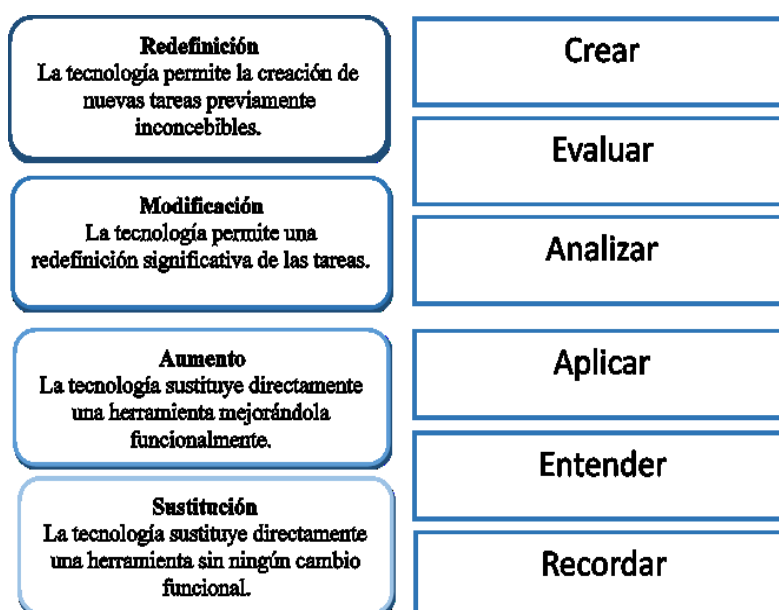 Redefinición
La tecnología permite la creación de
nuevas tareas previamente
inconcebibles.
Modificación
La tecnología permite una
redefinición significativa de las tareas.
Aumento
La tecnología sustituye directamente
una herramienta mejorándola
funcionalmente.
Sustitución
La tecnología sustituye directamente
una herramienta sin ningún cambio
funcional.
Crear
Evaluar
Analizar
Aplicar
Entender
Recordar